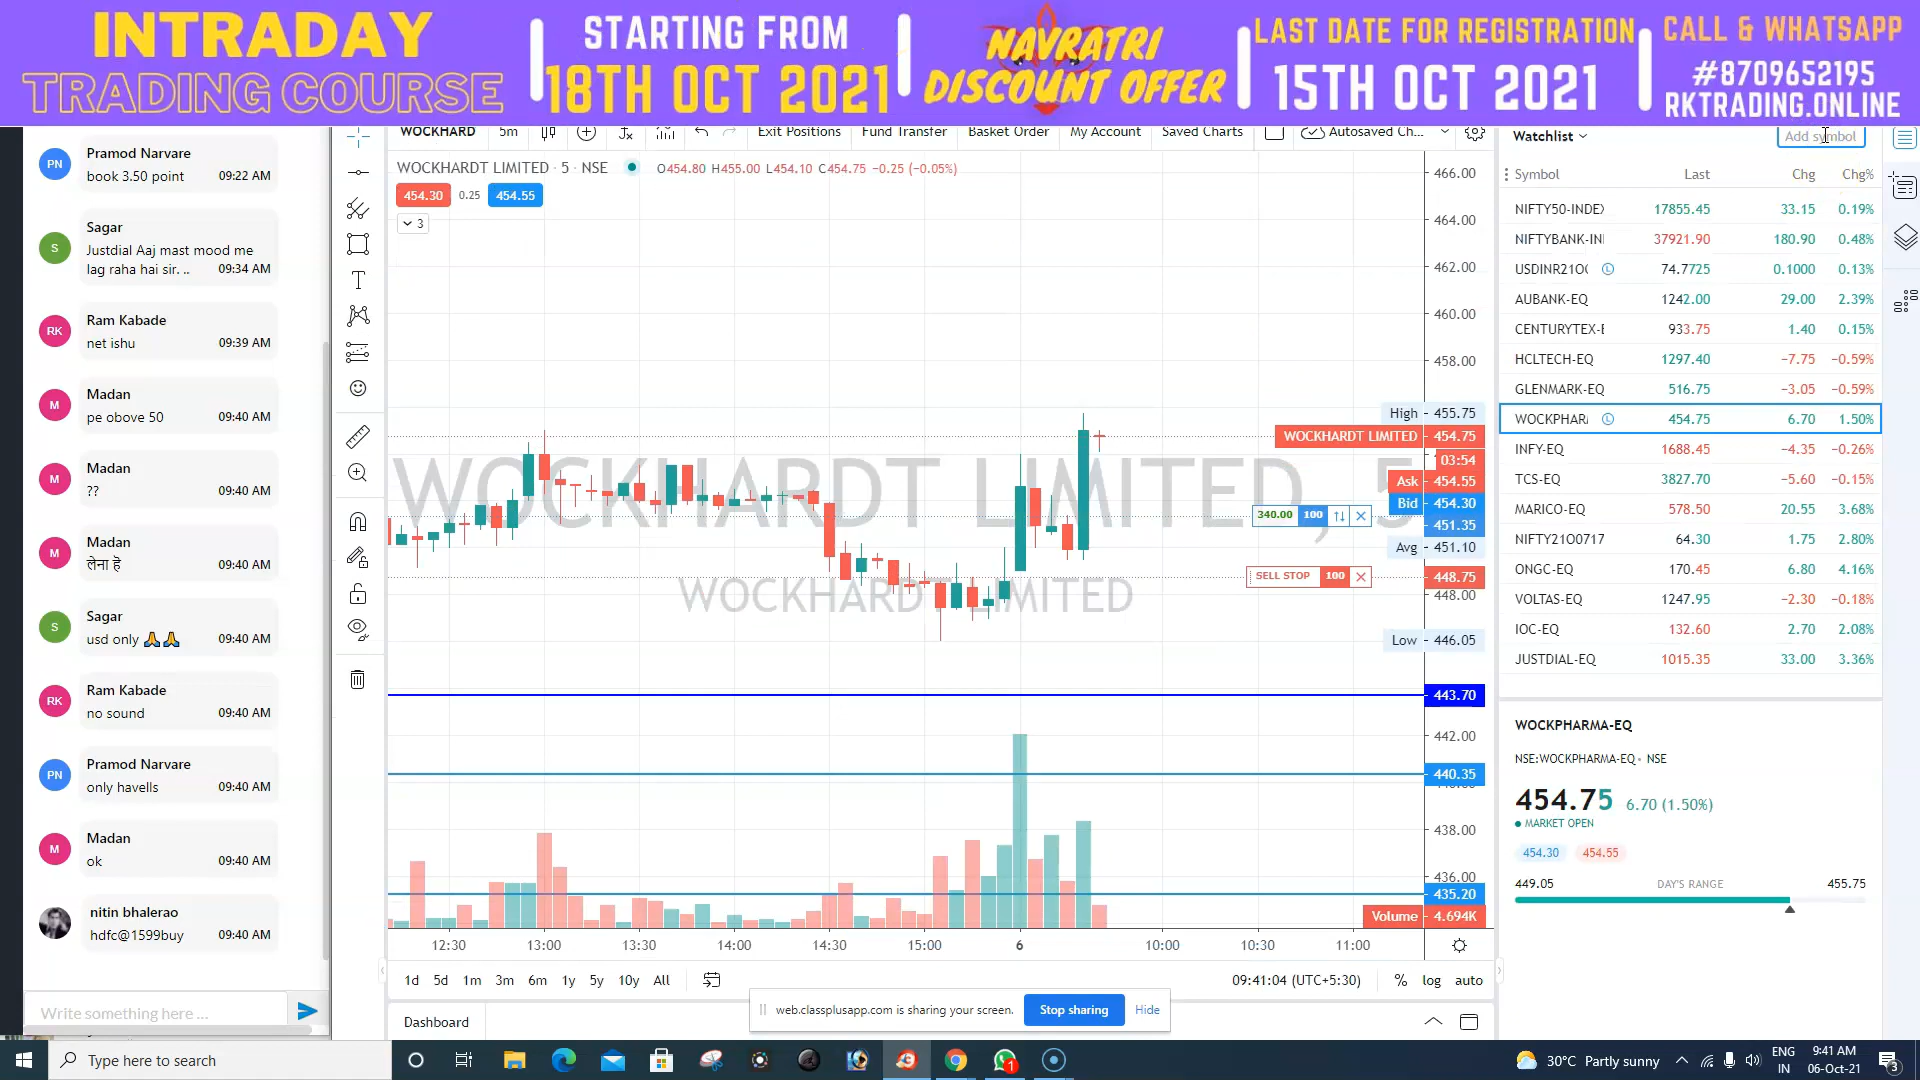 INTRADAY
TRADING COURSE
STARTING FROM
18TH OCT 2021
NAVRATRI
DISCOUNT OFFER
LAST DATE FOR REGISTRATION
15TH OCT 2021
CALL & WHATSAPP
#8709652195
RKTRADING.ONLINE
PN
Pramod Narvare
book 3.50 point 09:22 AM
S
Sagar
Justdial Aaj mast mood me
lag raha hai sir. .. 09:34 AM
RK
Ram Kabade
net ishu 09:39 AM
M
Madan
pe obove 50 09:40 AM
M
Madan
?? 09:40 AM
M
Madan
लेना है 09:40 AM
S
Sagar
usd only 🙏🙏 09:40 AM
RK
Ram Kabade
no sound 09:40 AM
PN
Pramod Narvare
only havells 09:40 AM
M
Madan
ok 09:40 AM
nitin bhalerao
hdfc@1599buy 09:40 AM
Write something here ...
WOCKHARD 5m Exit Positions Fund Transfer Basket Order My Account Saved Charts Autosaved Ch...
WOCKHARDT LIMITED · 5 · NSE O454.80 H455.00 L454.10 C454.75 −0.25 (−0.05%)
454.30 0.25 454.55
3
WOCKHARDT LIMITED, 5
WOCKHARDT LIMITED
466.00
464.00
462.00
460.00
458.00
High 455.75
WOCKHARDT LIMITED 454.75
03:54
Ask 454.55
Bid 454.30
340.00 100
451.35
Avg 451.10
SELL STOP 100 448.75
448.00
Low 446.05
443.70
442.00
440.35
438.00
436.00
435.20
Volume 4.694K
12:30 13:00 13:30 14:00 14:30 15:00 6 10:00 10:30 11:00
1d 5d 1m 3m 6m 1y 5y 10y All 09:41:04 (UTC+5:30) % log auto
web.classplusapp.com is sharing your screen. Stop sharing Hide
Dashboard
Watchlist Add symbol
Symbol Last Chg Chg%
NIFTY50-INDEX 17855.45 33.15 0.19%
NIFTYBANK-IN 37921.90 180.90 0.48%
USDINR21O 74.7725 0.1000 0.13%
AUBANK-EQ 1242.00 29.00 2.39%
CENTURYTEX-E 933.75 1.40 0.15%
HCLTECH-EQ 1297.40 −7.75 −0.59%
GLENMARK-EQ 516.75 −3.05 −0.59%
WOCKPHAR 454.75 6.70 1.50%
INFY-EQ 1688.45 −4.35 −0.26%
TCS-EQ 3827.70 −5.60 −0.15%
MARICO-EQ 578.50 20.55 3.68%
NIFTY21O0717 64.30 1.75 2.80%
ONGC-EQ 170.45 6.80 4.16%
VOLTAS-EQ 1247.95 −2.30 −0.18%
IOC-EQ 132.60 2.70 2.08%
JUSTDIAL-EQ 1015.35 33.00 3.36%
WOCKPHARMA-EQ
NSE:WOCKPHARMA-EQ • NSE
454.75 6.70 (1.50%)
MARKET OPEN
454.30 454.55
449.05 DAY'S RANGE 455.75
Type here to search
1
30°C Partly sunny
ENG
IN
9:41 AM
06-Oct-21
3